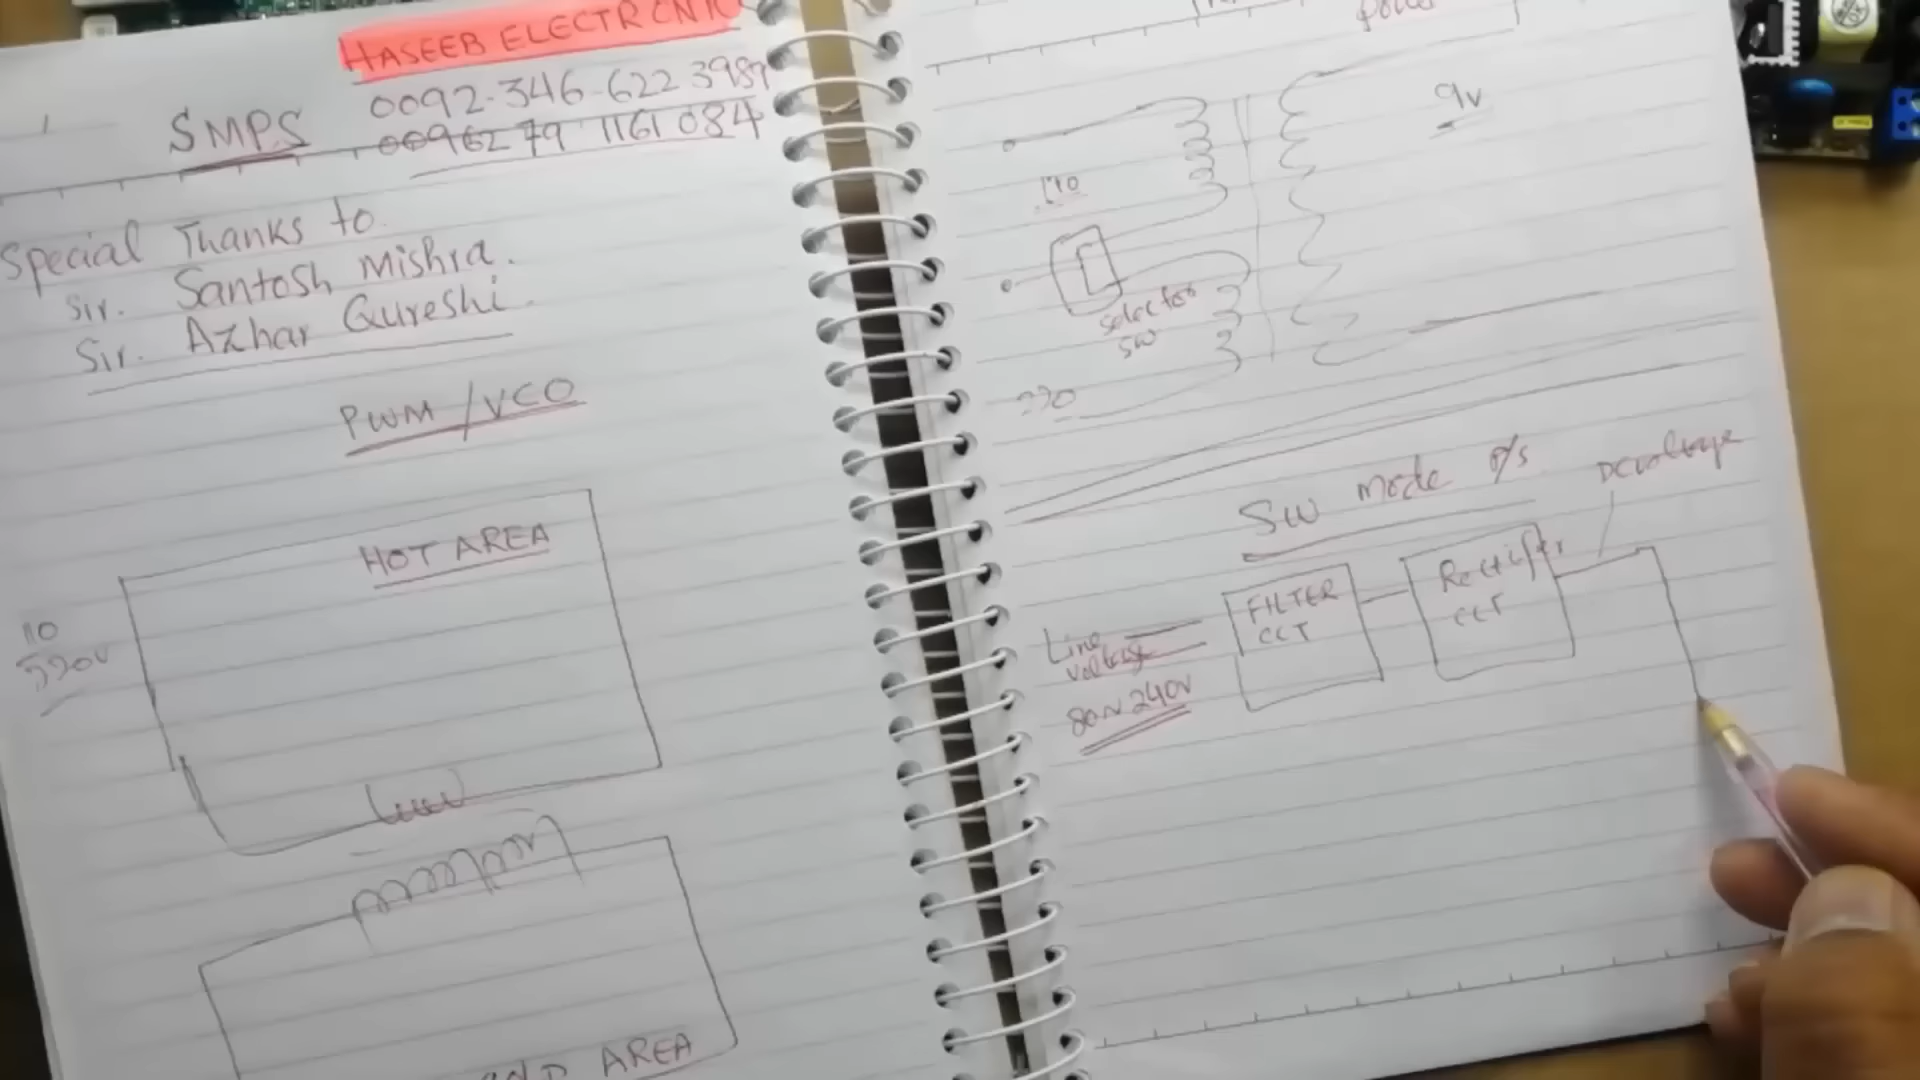 HASEEB ELECTRONIC
0092-346-622 3989
SMPS
00962 79 1161 084
Special Thanks to
Sir. Santosh Mishra.
Sir. Azhar Qureshi.
PWM/VCO
HOT AREA
110
AREA
9v
110
selector
sw
220
SW mode P/S
DC voltage
FILTER
CCT
Rectifier
CCT
Line
voltage
80~240v